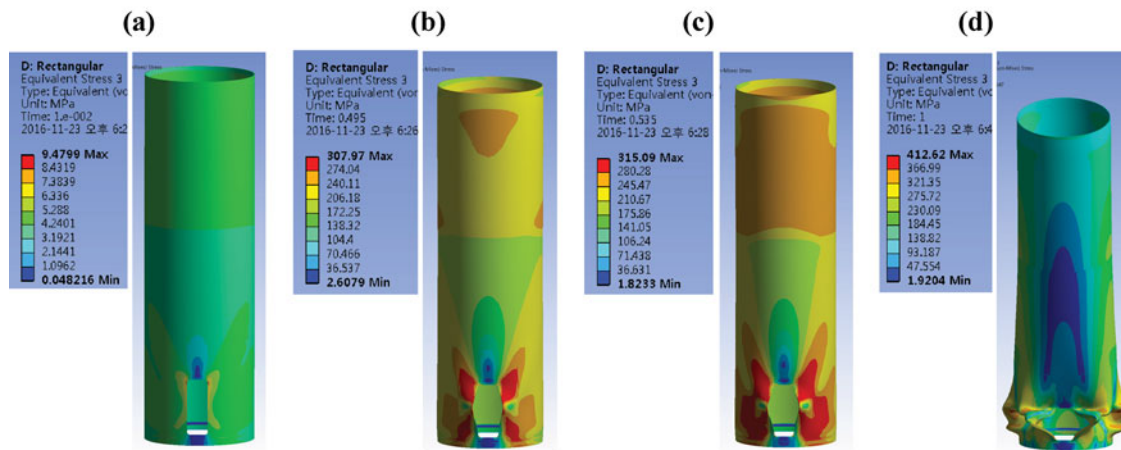 (a)
(b)
(c)
(d)
D: Rectangular
Equivalent Stress 3
Type: Equivalent (vo
Unit: MPa
Time: 1.e-002
2016-11-23 오후 6:2
9.4799 Max
8.4319
7.3839
6.336
5.288
4.2401
3.1921
2.1441
1.0962
0.048216 Min
D: Rectangular
Equivalent Stress 3
Type: Equivalent (von-
Unit: MPa
Time: 0.495
2016-11-23 오후 6:26
307.97 Max
274.04
240.11
206.18
172.25
138.32
104.4
70.466
36.537
2.6079 Min
D: Rectangular
Equivalent Stress 3
Type: Equivalent (von-
Unit: MPa
Time: 0.535
2016-11-23 오후 6:28
315.09 Max
280.28
245.47
210.67
175.86
141.05
106.24
71.438
36.631
1.8233 Min
D: Rectangular
Equivalent Stress 3
Type: Equivalent (von
Unit: MPa
Time: 1
2016-11-23 오후 6:4
412.62 Max
366.99
321.35
275.72
230.09
184.45
138.82
93.187
47.554
1.9204 Min